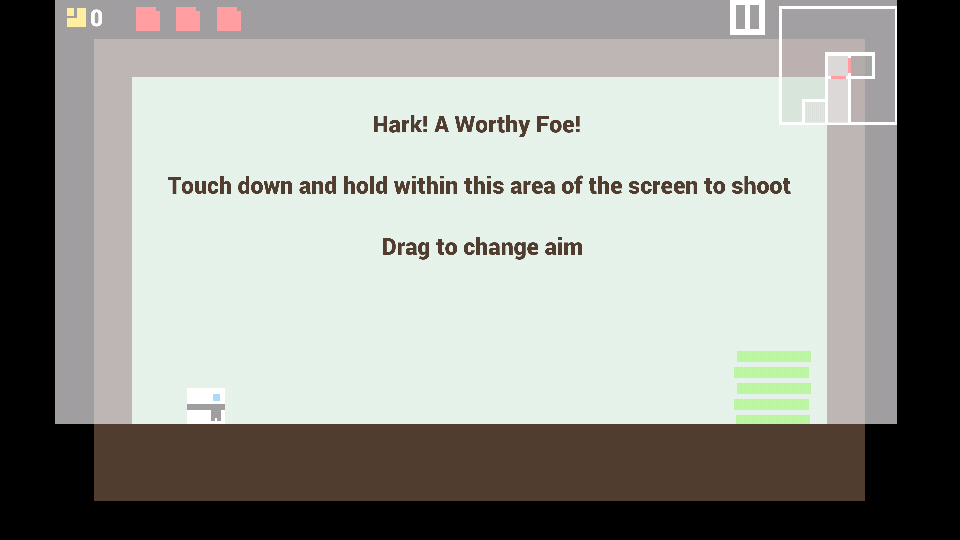 0
Hark! A Worthy Foe!
Touch down and hold within this area of the screen to shoot
Drag to change aim